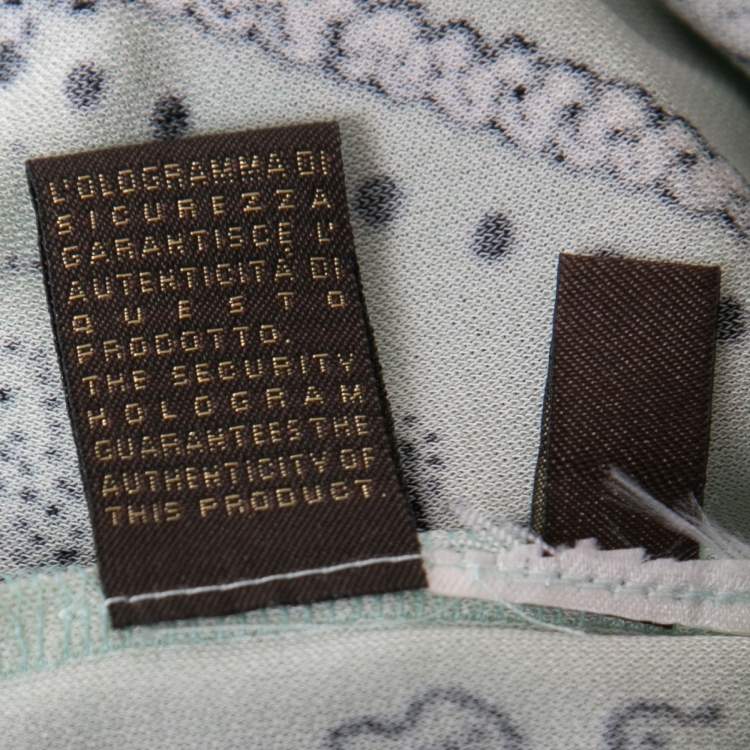 L'OLOGRAMMA DI
SICUREZZA
GARANTISCE L'
AUTENTICITÀ DI
QUESTO
PRODOTTO.
THE SECURITY
HOLOGRAM
GUARANTEES THE
AUTHENTICITY OF
THIS PRODUCT.